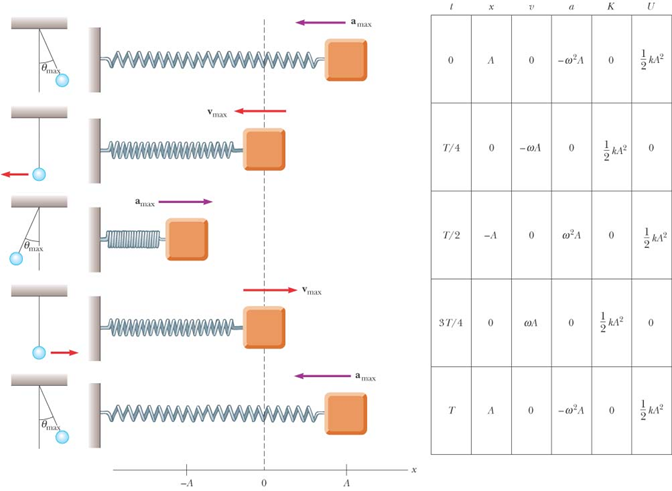 t x v a K U
a_max
θ_max
0 A 0 −ω²A 0 ½kA²
v_max
T/4 0 −ωA 0 ½kA² 0
a_max
θ_max
T/2 −A 0 ω²A 0 ½kA²
v_max
3T/4 0 ωA 0 ½kA² 0
a_max
θ_max
T A 0 −ω²A 0 ½kA²
x
−A 0 A